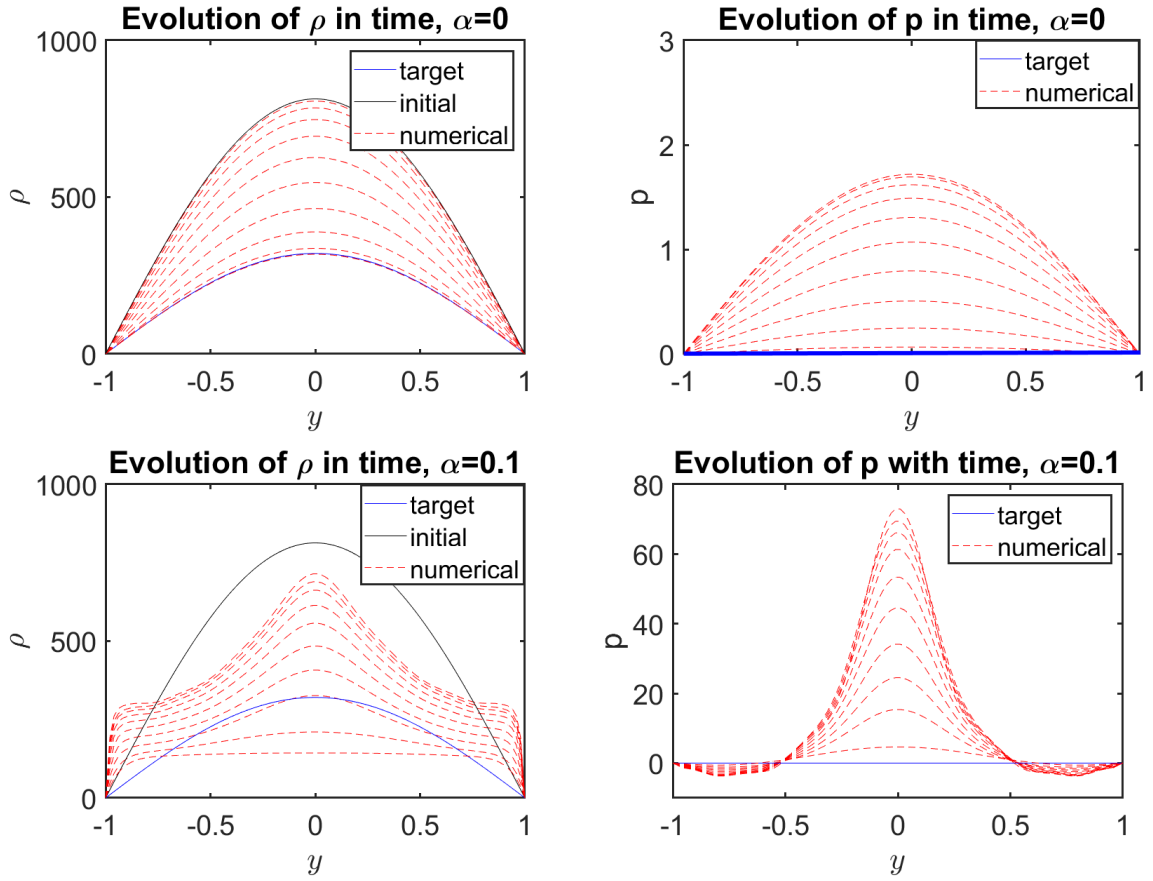 Evolution of ρ in time, α=0
1000
500
0
ρ
target
initial
numerical
-1 -0.5 0 0.5 1
y
Evolution of p in time, α=0
3
2
1
0
p
target
numerical
-1 -0.5 0 0.5 1
y
Evolution of ρ in time, α=0.1
1000
500
0
ρ
target
initial
numerical
-1 -0.5 0 0.5 1
y
Evolution of p with time, α=0.1
80
60
40
20
0
p
target
numerical
-1 -0.5 0 0.5 1
y